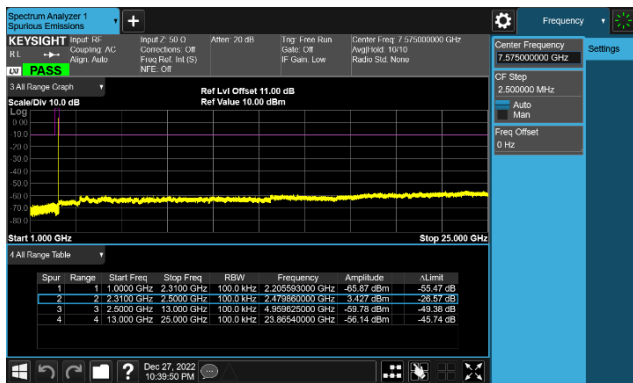 Spectrum Analyzer 1
Spurious Emissions
Frequency
KEYSIGHT Input: RF
RL
Coupling: AC
Align: Auto
Input Z: 50 Ω
Corrections: Off
Freq Ref: Int (S)
NFE: Off
Atten: 20 dB
Trig: Free Run
Gate: Off
IF Gain: Low
Center Freq: 7.575000000 GHz
Avg|Hold: 10/10
Radio Std: None
LVI PASS
Center Frequency
7.575000000 GHz
Settings
CF Step
2.500000 MHz
Auto
Man
Freq Offset
0 Hz
3 All Range Graph
Scale/Div 10.0 dB
Ref Lvl Offset 11.00 dB
Ref Value 10.00 dBm
Log
0.00
-10.0
-20.0
-30.0
-40.0
-50.0
-60.0
-70.0
-80.0
Start 1.000 GHz
Stop 25.000 GHz
4 All Range Table
Spur Range Start Freq Stop Freq RBW Frequency Amplitude ΔLimit
1 1 1.0000 GHz 2.3100 GHz 100.0 kHz 2.205593000 GHz -65.87 dBm -55.47 dB
2 2 2.3100 GHz 2.5000 GHz 100.0 kHz 2.479860000 GHz 3.427 dBm -26.57 dB
3 3 2.5000 GHz 13.000 GHz 100.0 kHz 4.959625000 GHz -59.78 dBm -49.38 dB
4 4 13.000 GHz 25.000 GHz 100.0 kHz 23.86540000 GHz -56.14 dBm -45.74 dB
?
Dec 27, 2022
10:39:50 PM